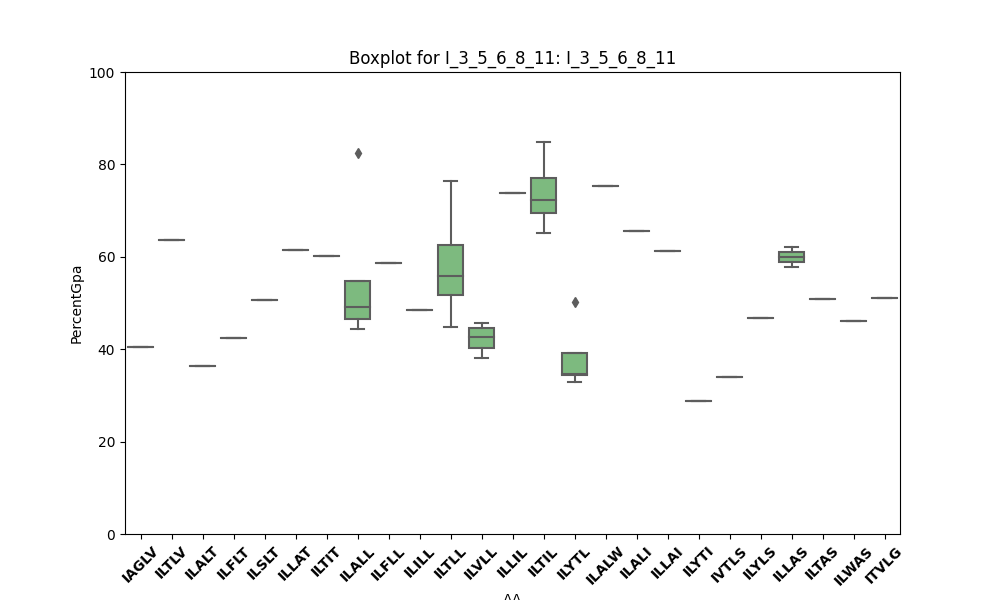 Boxplot for I_3_5_6_8_11: I_3_5_6_8_11
100
80
60
40
20
0
PercentGpa
IAGLV ILTLV ILALT ILFLT ILSLT ILLAT ILTIT ILALL ILFLL ILILL ILTLL ILVLL ILLIL ILTIL ILYTL ILALW ILALI ILLAI ILYTI IVTLS ILYLS ILLAS ILTAS ILWAS ITVLG
AA